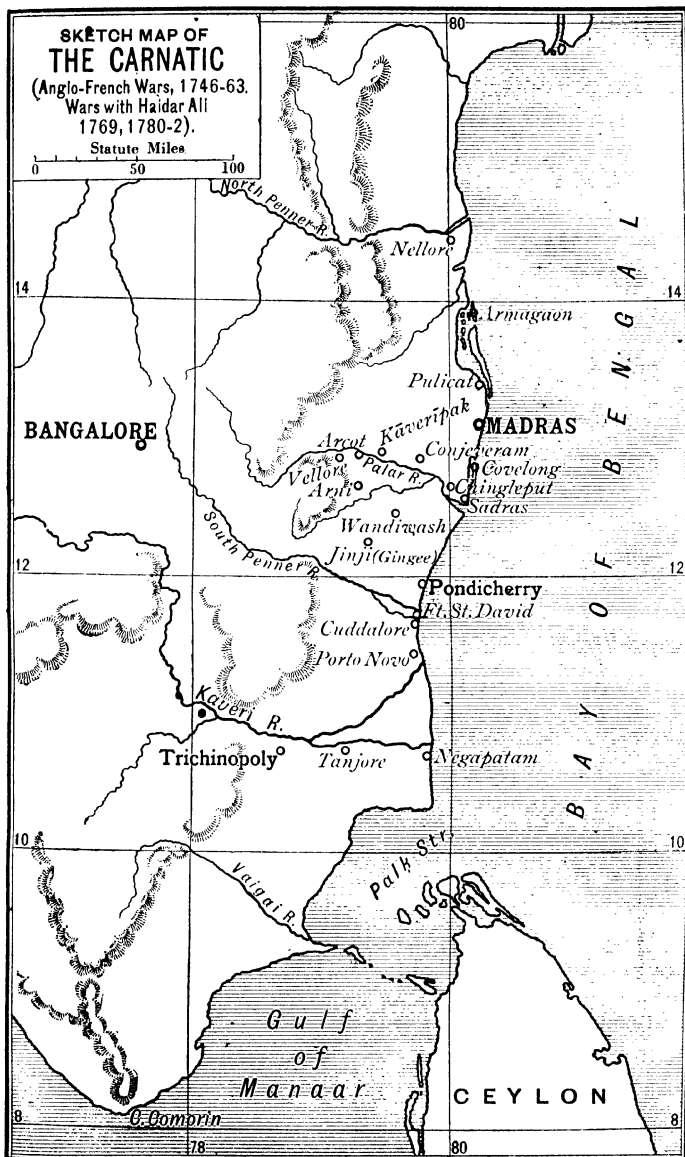 SKETCH MAP OF
THE CARNATIC
(Anglo-French Wars, 1746-63.
Wars with Haidar Ali
1769, 1780-2).
Statute Miles
0 50 100
80
North Penner R.
Nellore
14
14
Armagaon
Pulicat
Kāveripak
MADRAS
BANGALORE
Arcot
Conjeveram
Vellore
Palar R.
Covelong
Arni
Chingleput
Sadras
Wandiwash
South Penner R.
Jinji (Gingee)
12
12
Pondicherry
Ft. St. David
Cuddalore
Porto Novo
Kaveri R.
Trichinopoly
Tanjore
Negapatam
BAY OF BENGAL
10
10
Palk Str.
Vaigai R.
Gulf
of
Manaar
CEYLON
C. Comorin
8
8
78
80